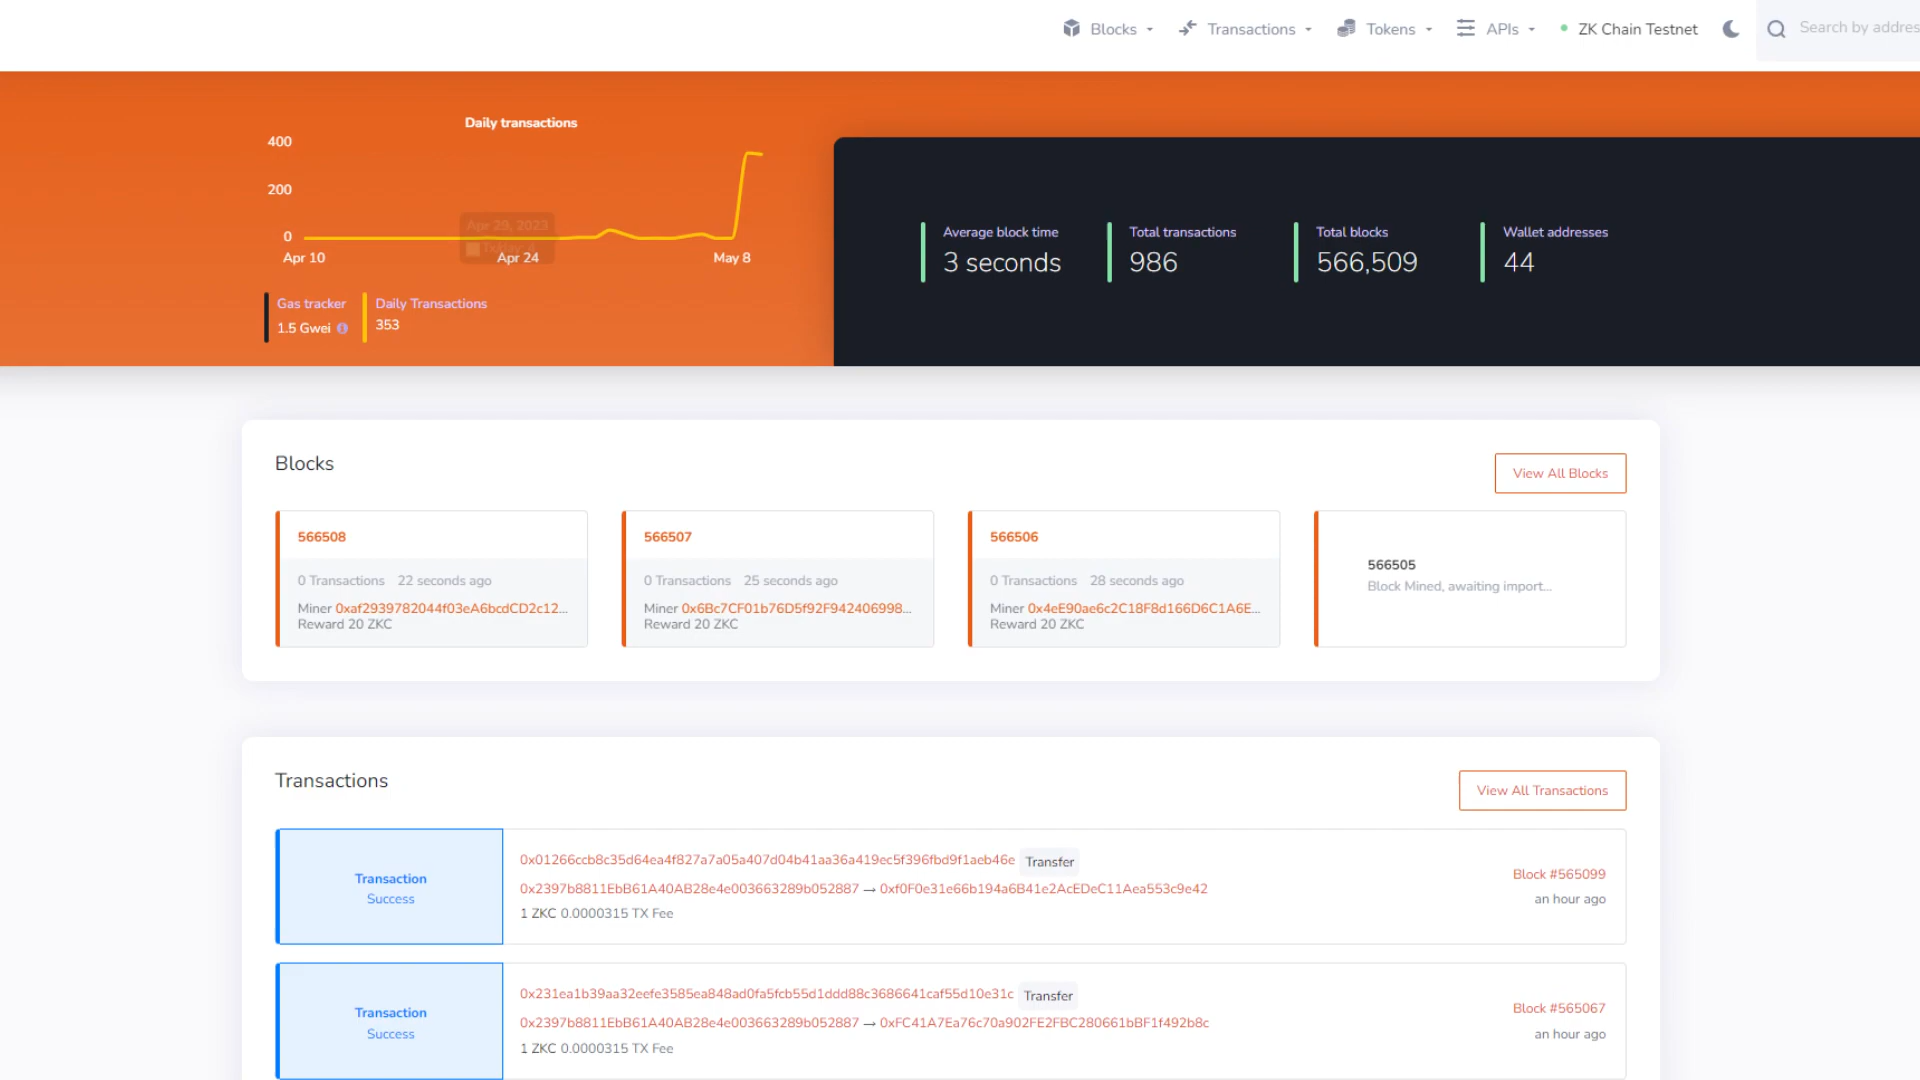 Blocks
Transactions
Tokens
APIs
ZK Chain Testnet
Search by addres
Daily transactions
400
200
0
Apr 10
Apr 24
May 8
Apr 29, 2023
Gas tracker
1.5 Gwei
Daily Transactions
353
Average block time
3 seconds
Total transactions
986
Total blocks
566,509
Wallet addresses
44
Blocks
View All Blocks
566508
0 Transactions 22 seconds ago
Miner 0xaf2939782044f03eA6bcdCD2c12...
Reward 20 ZKC
566507
0 Transactions 25 seconds ago
Miner 0x6Bc7CF01b76D5f92F942406998...
Reward 20 ZKC
566506
0 Transactions 28 seconds ago
Miner 0x4eE90ae6c2C18F8d166D6C1A6E...
Reward 20 ZKC
566505
Block Mined, awaiting import...
Transactions
View All Transactions
Transaction
Success
0x01266ccb8c35d64ea4f827a7a05a407d04b41aa36a419ec5f396fbd9f1aeb46e Transfer
0x2397b8811EbB61A40AB28e4e003663289b052887 → 0xf0F0e31e66b194a6B41e2AcEDeC11Aea553c9e42
1 ZKC 0.0000315 TX Fee
Block #565099
an hour ago
Transaction
Success
0x231ea1b39aa32eefe3585ea848ad0fa5fcb55d1ddd88c3686641caf55d10e31c Transfer
0x2397b8811EbB61A40AB28e4e003663289b052887 → 0xFC41A7Ea76c70a902FE2FBC280661bBF1f492b8c
1 ZKC 0.0000315 TX Fee
Block #565067
an hour ago